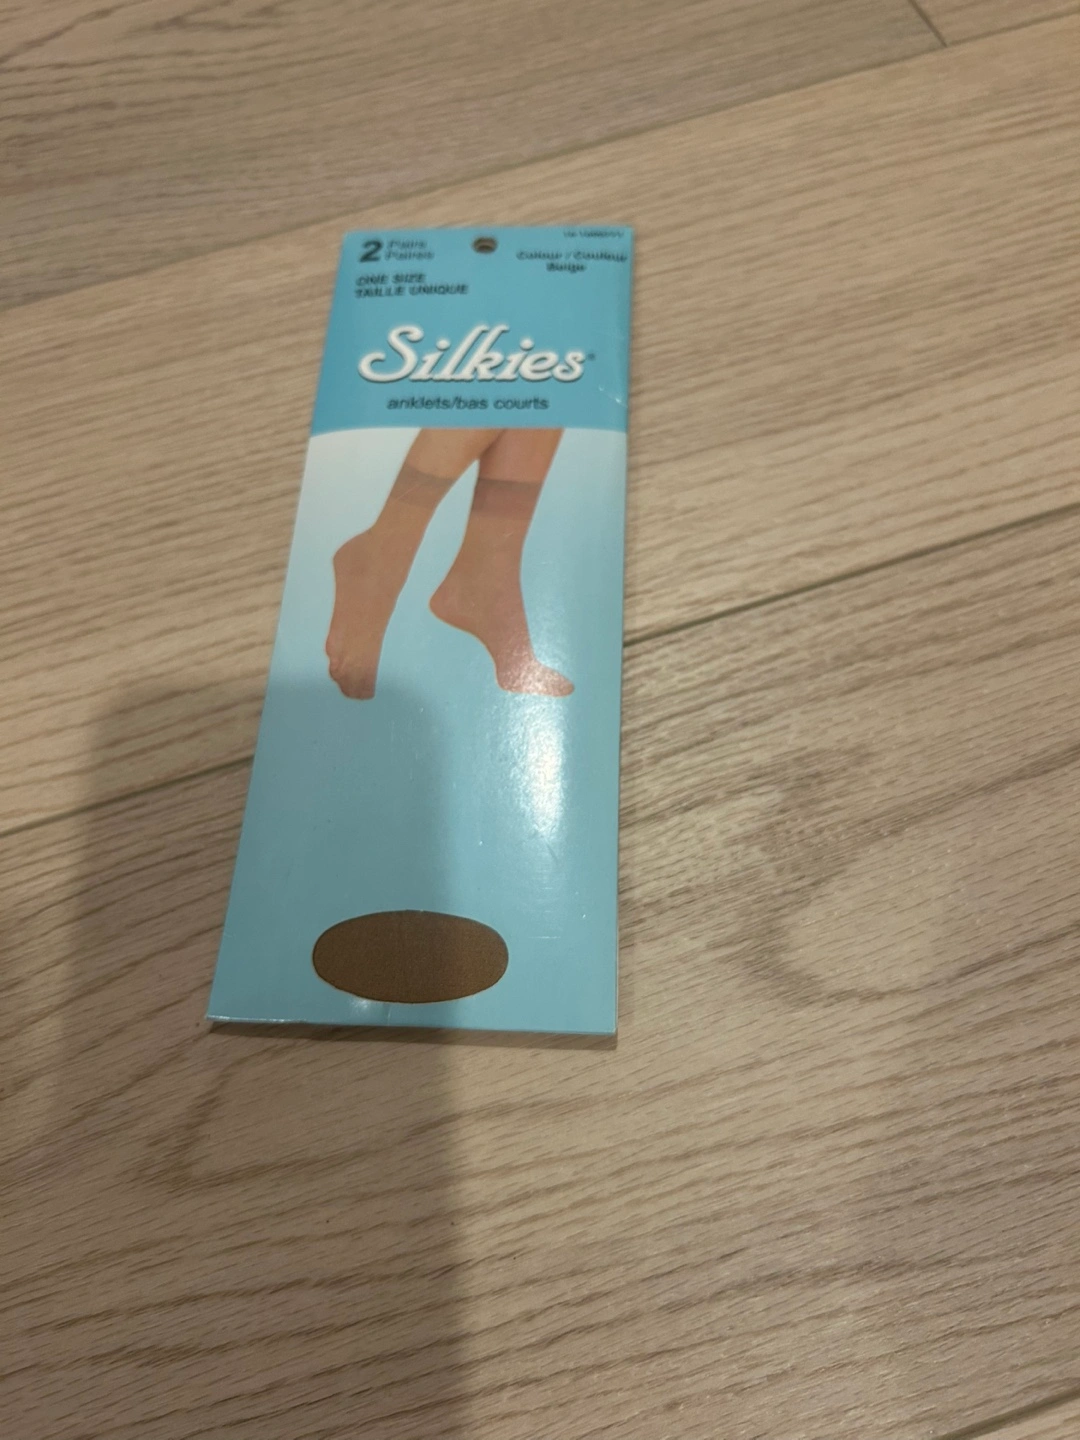 2 Pairs
Paires
ONE SIZE
TAILLE UNIQUE
Colour / Couleur
Beige
Silkies®
anklets/bas courts